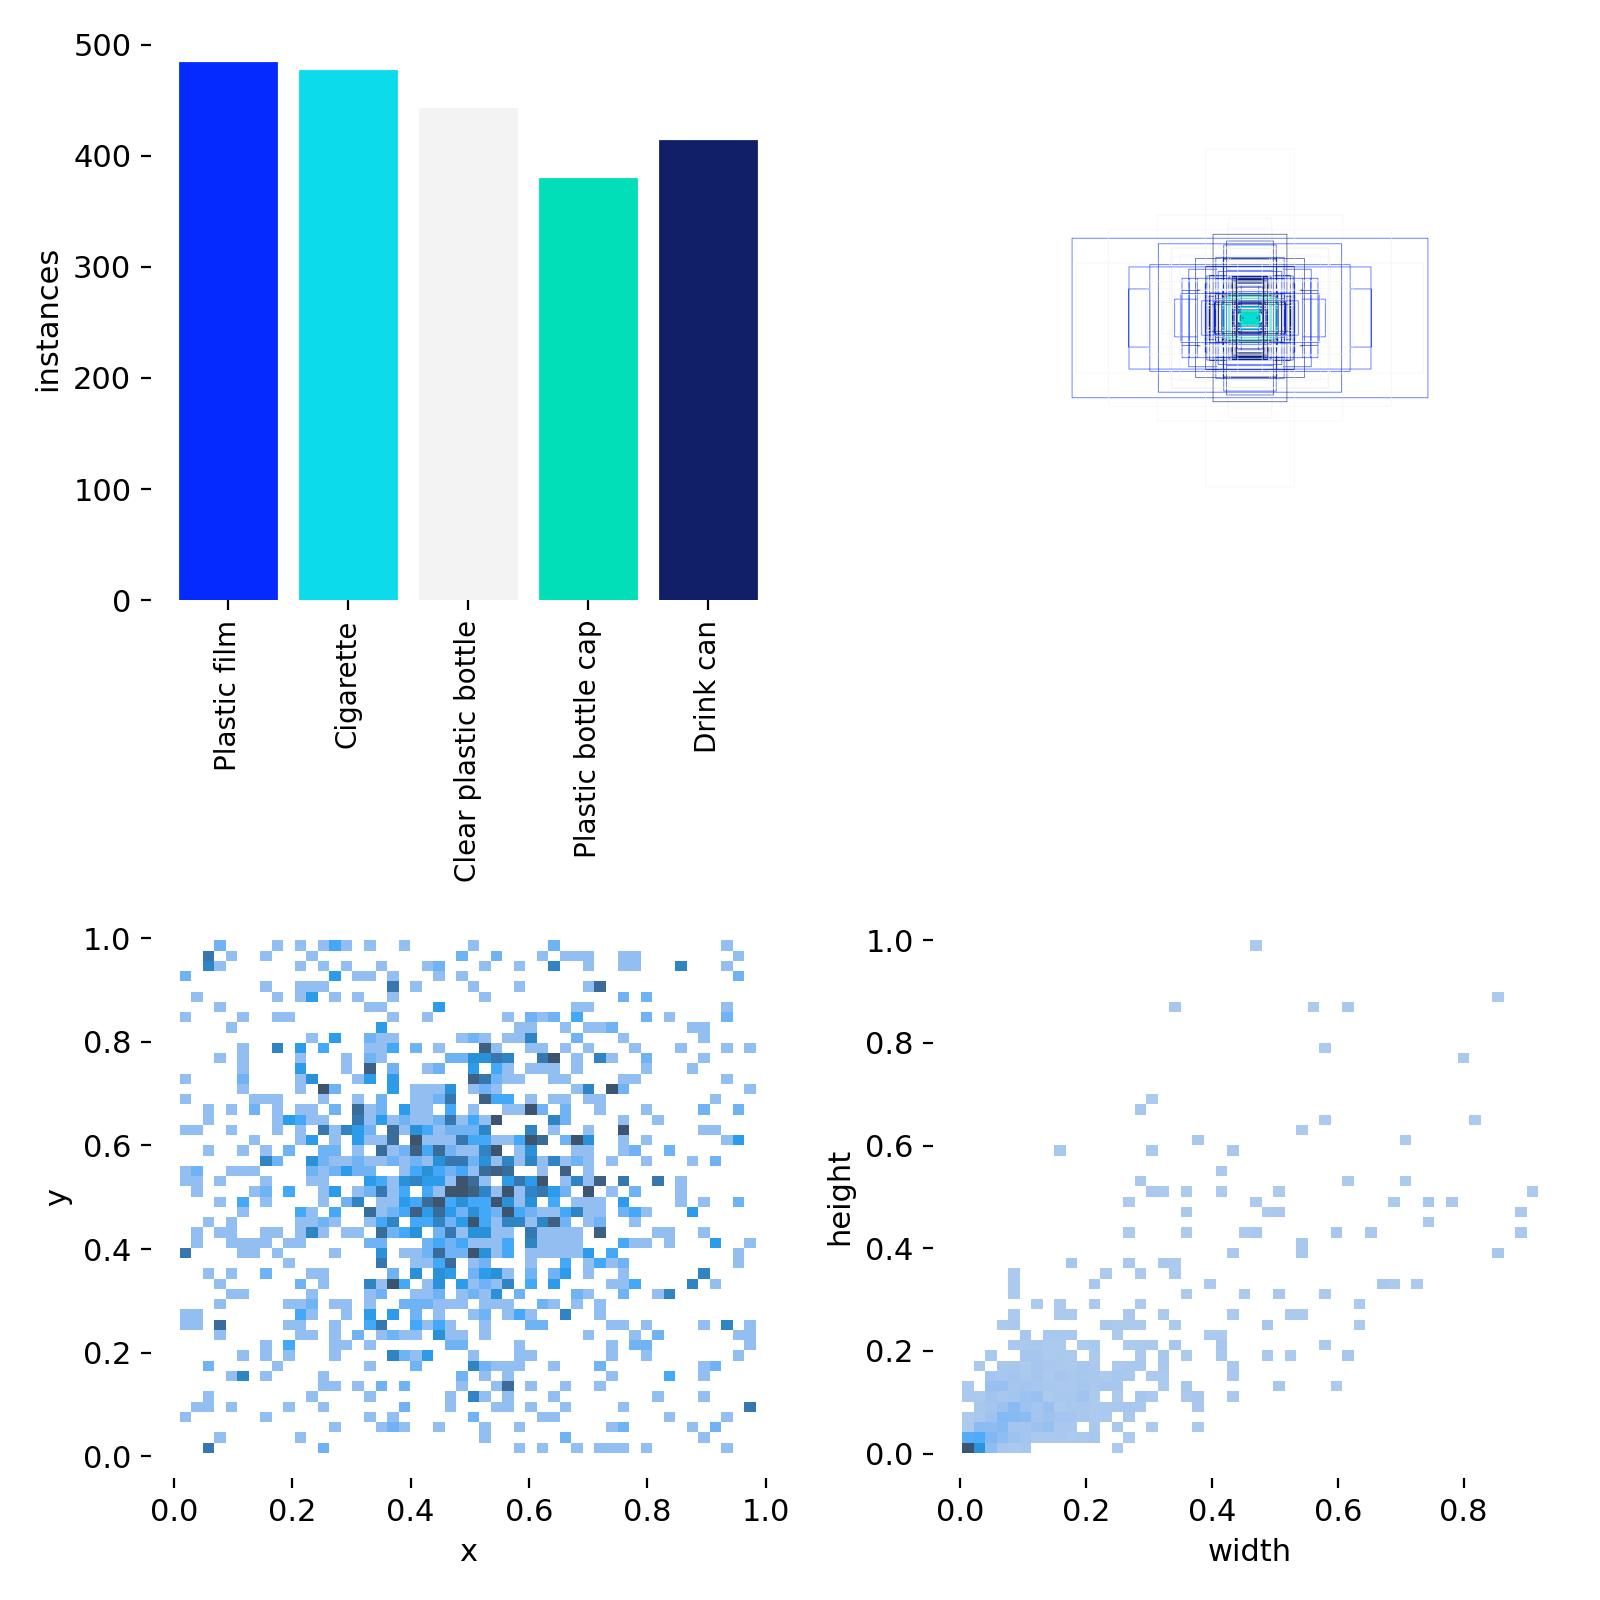 500
400
300
200
100
0
instances
Plastic film
Cigarette
Clear plastic bottle
Plastic bottle cap
Drink can
1.0
0.8
0.6
0.4
0.2
0.0
y
0.0 0.2 0.4 0.6 0.8 1.0
x
1.0
0.8
0.6
0.4
0.2
0.0
height
0.0 0.2 0.4 0.6 0.8
width